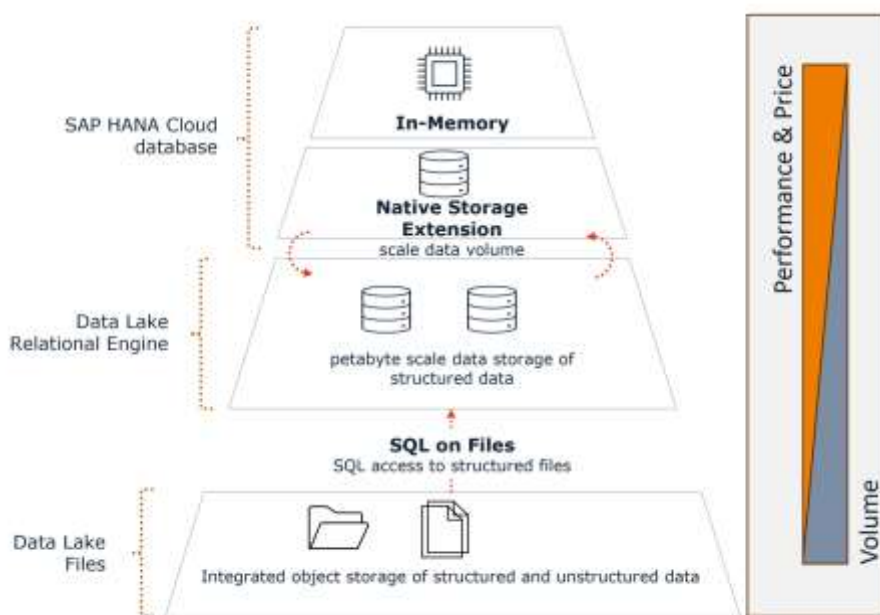 SAP HANA Cloud
database
In-Memory
Native Storage
Extension
scale data volume
Data Lake
Relational Engine
petabyte scale data storage of
structured data
SQL on Files
SQL access to structured files
Data Lake
Files
Integrated object storage of structured and unstructured data
Performance & Price
Volume